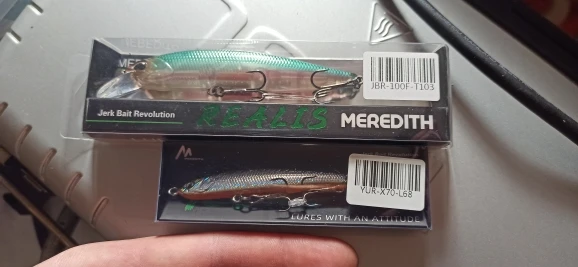 JBR-100F-T103
Jerk Bait Revolution REALIS MEREDITH
YUR-X70-L68
LURES WITH AN ATTITUDE